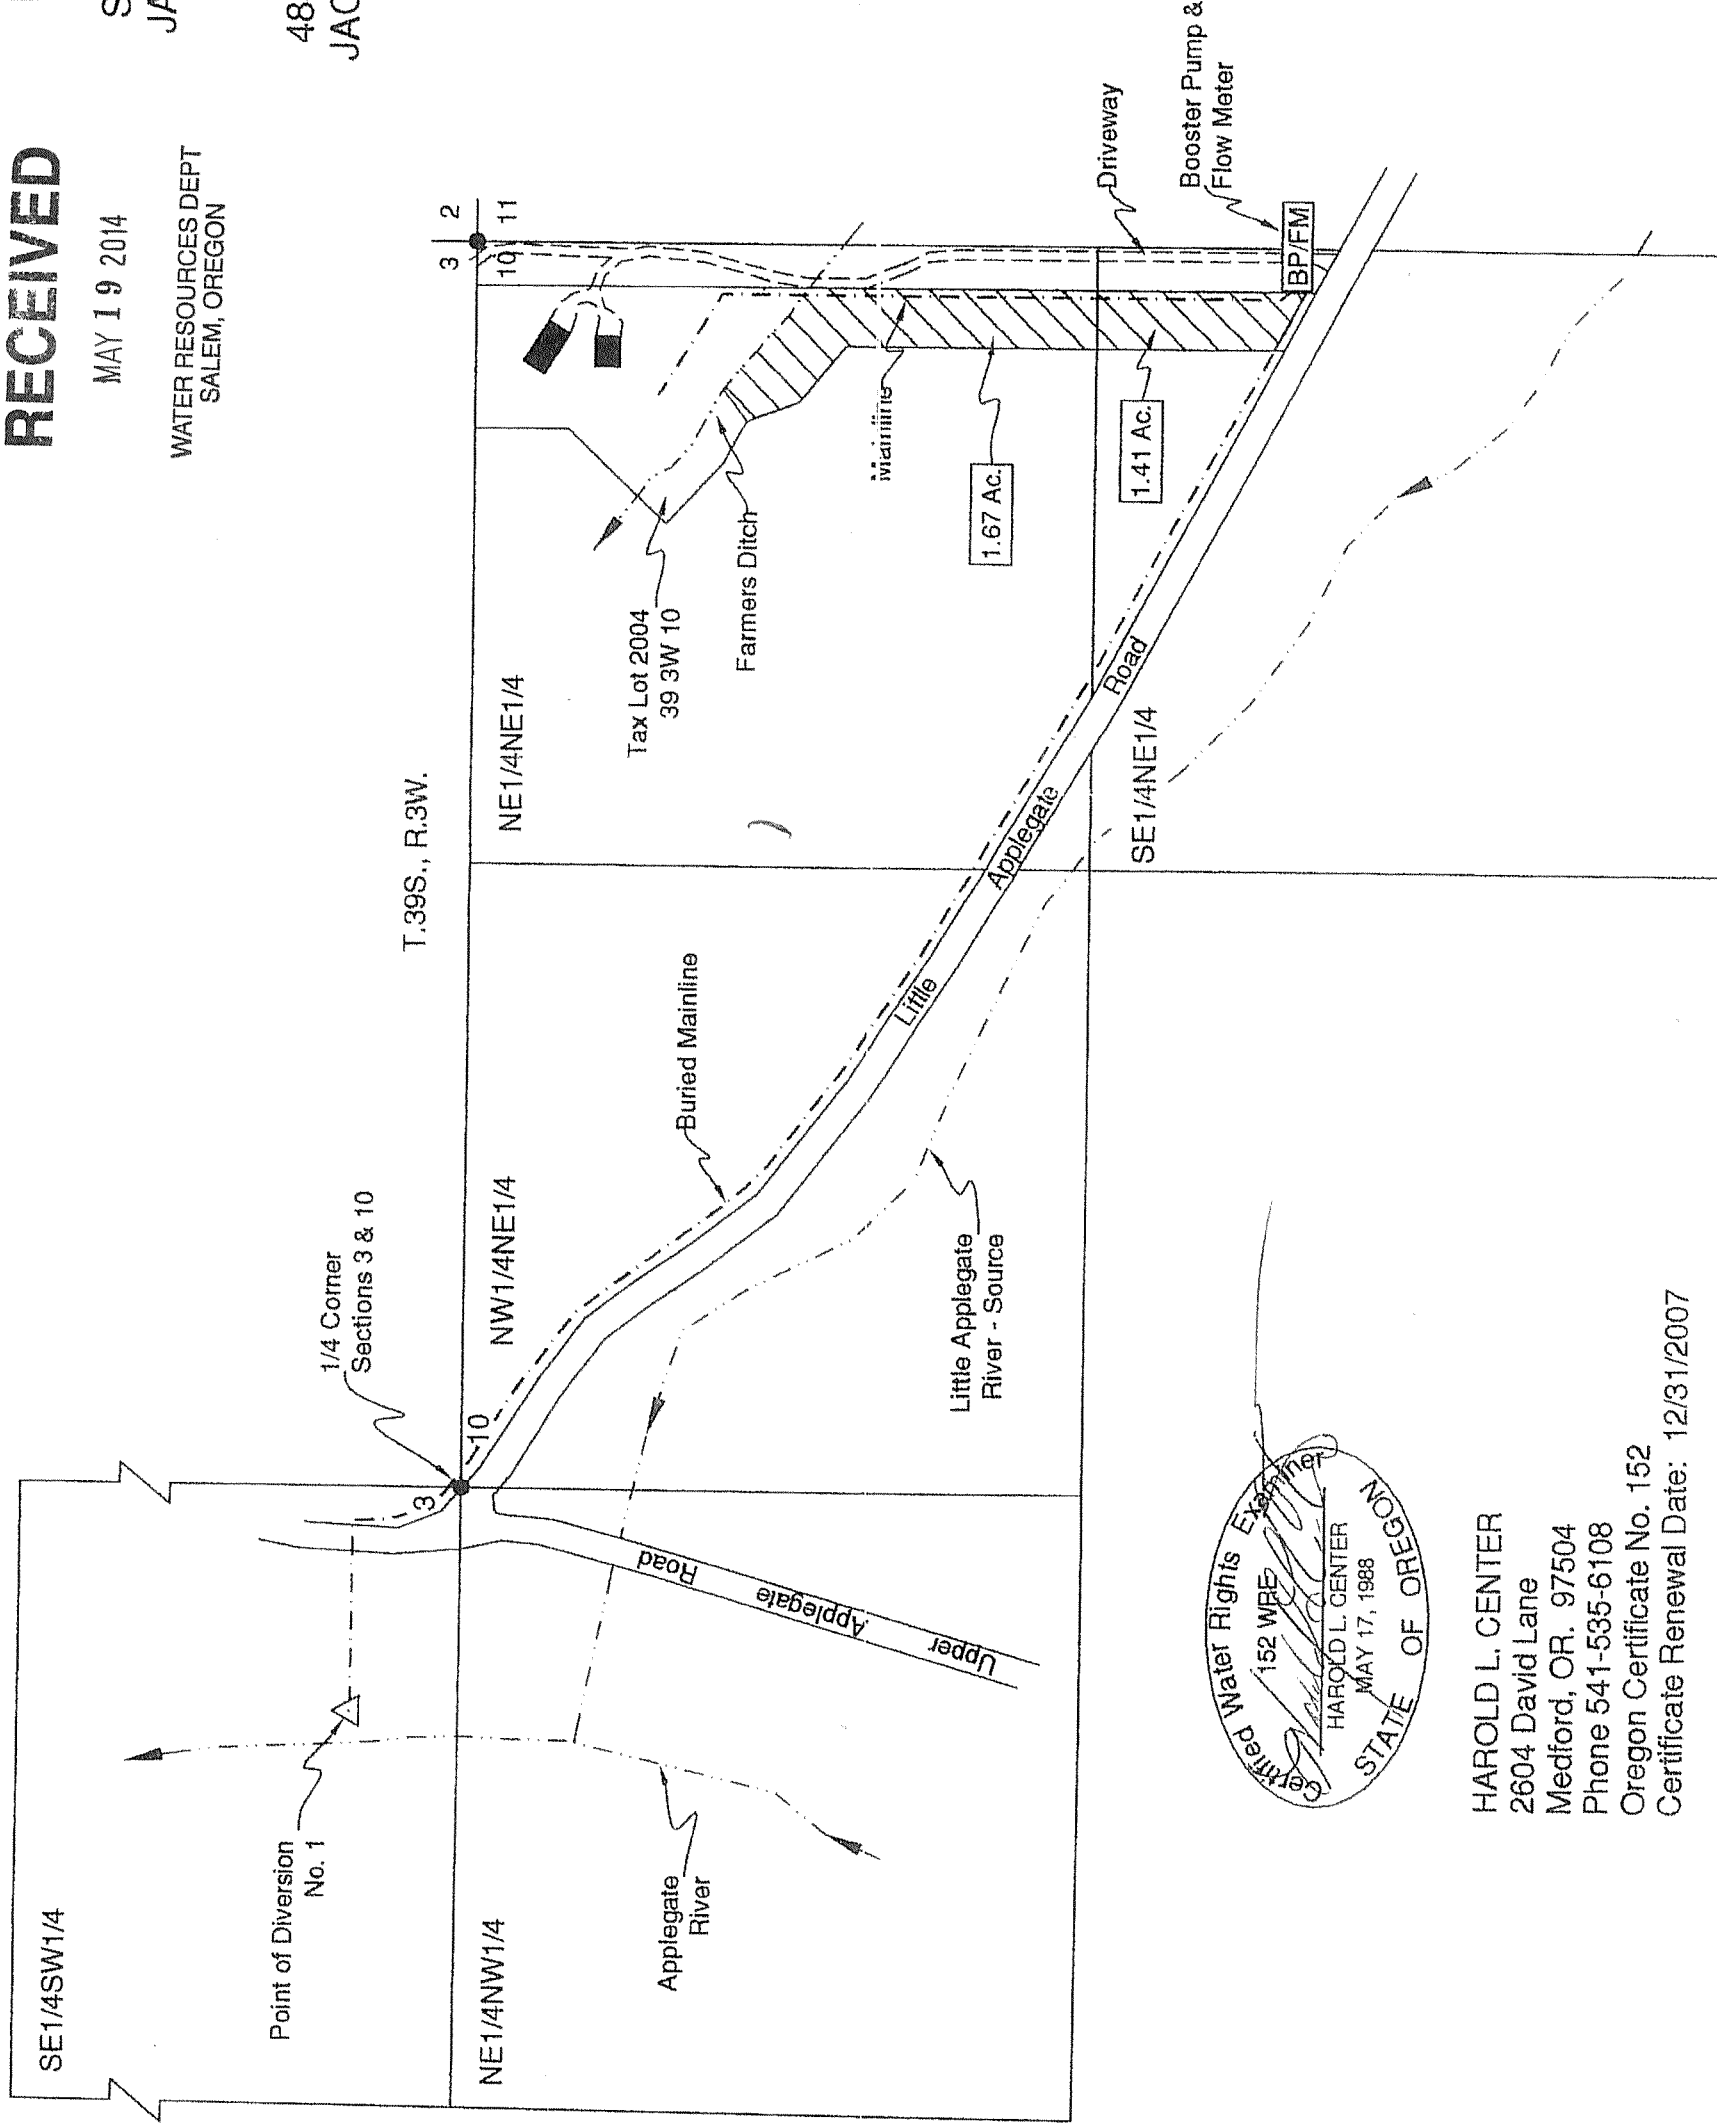 RECEIVED
MAY 19 2014
WATER RESOURCES DEPT
SALEM, OREGON
S
JA
48
JAC
T.39S., R.3W.
SE1/4SW1/4
Point of Diversion
No. 1
1/4 Corner
Sections 3 & 10
3
10
3
2
10
11
NE1/4NW1/4
NW1/4NE1/4
NE1/4NE1/4
SE1/4NE1/4
Applegate
River
Upper
Applegate
Road
Buried Mainline
Little Applegate
River - Source
Little
Applegate
Road
Tax Lot 2004
39 3W 10
Farmers Ditch
Mainline
1.67 Ac.
1.41 Ac.
Driveway
Booster Pump &
Flow Meter
BP/FM
Certified Water Rights Examiner
152 WRE
HAROLD L. CENTER
MAY 17, 1988
STATE OF OREGON
HAROLD L. CENTER
2604 David Lane
Medford, OR. 97504
Phone 541-535-6108
Oregon Certificate No. 152
Certificate Renewal Date: 12/31/2007